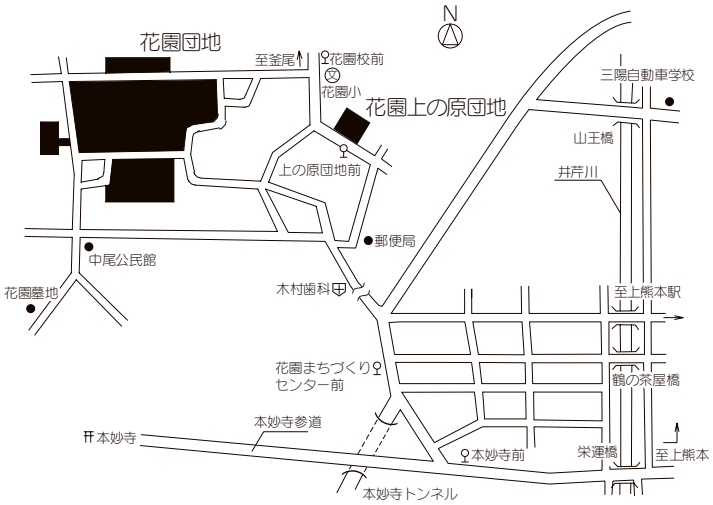 N
花園団地
至釜尾
花園校前
文
花園小
三陽自動車学校
花園上の原団地
山王橋
上の原団地前
井芹川
郵便局
中尾公民館
木村歯科
花園墓地
至上熊本駅
花園まちづくり
センター前
鶴の茶屋橋
本妙寺参道
本妙寺
本妙寺前
栄運橋
至上熊本
本妙寺トンネル